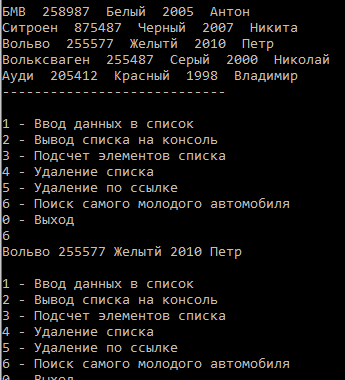 БМВ 258987 Белый 2005 Антон
Ситроен 875487 Черный 2007 Никита
Вольво 255577 Желытй 2010 Петр
Вольксваген 255487 Серый 2000 Николай
Ауди 205412 Красный 1998 Владимир
----------------------------
1 - Ввод данных в список
2 - Вывод списка на консоль
3 - Подсчет элементов списка
4 - Удаление списка
5 - Удаление по ссылке
6 - Поиск самого молодого автомобиля
0 - Выход
6
Вольво 255577 Желытй 2010 Петр
1 - Ввод данных в список
2 - Вывод списка на консоль
3 - Подсчет элементов списка
4 - Удаление списка
5 - Удаление по ссылке
6 - Поиск самого молодого автомобиля
0 - Выход